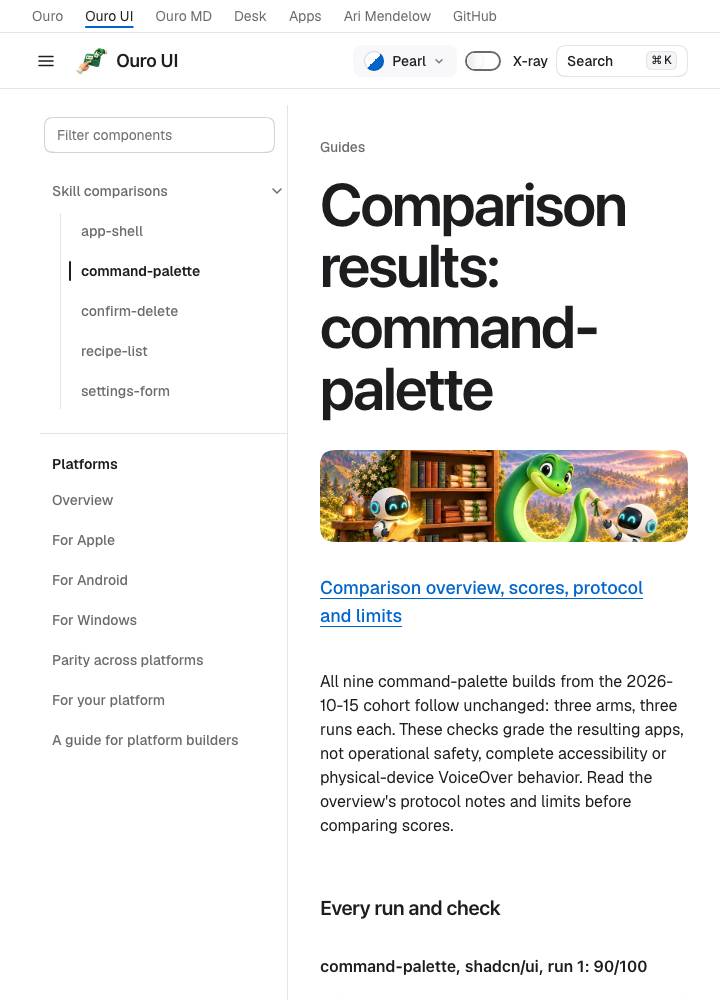 Ouro Ouro UI Ouro MD Desk Apps Ari Mendelow GitHub
Ouro UI Pearl X-ray Search ⌘ K
Filter components
Skill comparisons
app-shell
command-palette
confirm-delete
recipe-list
settings-form
Platforms
Overview
For Apple
For Android
For Windows
Parity across platforms
For your platform
A guide for platform builders
Guides
Comparison
results:
command-
palette
Comparison overview, scores, protocol
and limits
All nine command-palette builds from the 2026-
10-15 cohort follow unchanged: three arms, three
runs each. These checks grade the resulting apps,
not operational safety, complete accessibility or
physical-device VoiceOver behavior. Read the
overview's protocol notes and limits before
comparing scores.
Every run and check
command-palette, shadcn/ui, run 1: 90/100